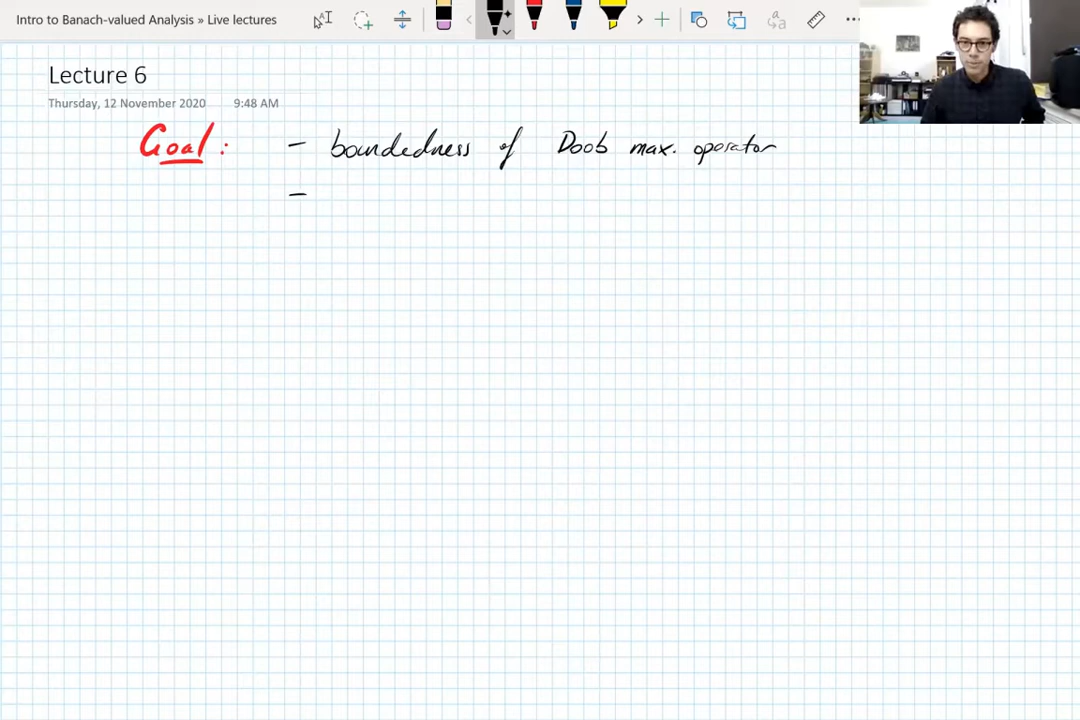 Intro to Banach-valued Analysis » Live lectures
Lecture 6
Thursday, 12 November 2020 9:48 AM
Goal: - boundedness of Doob max. operator
-